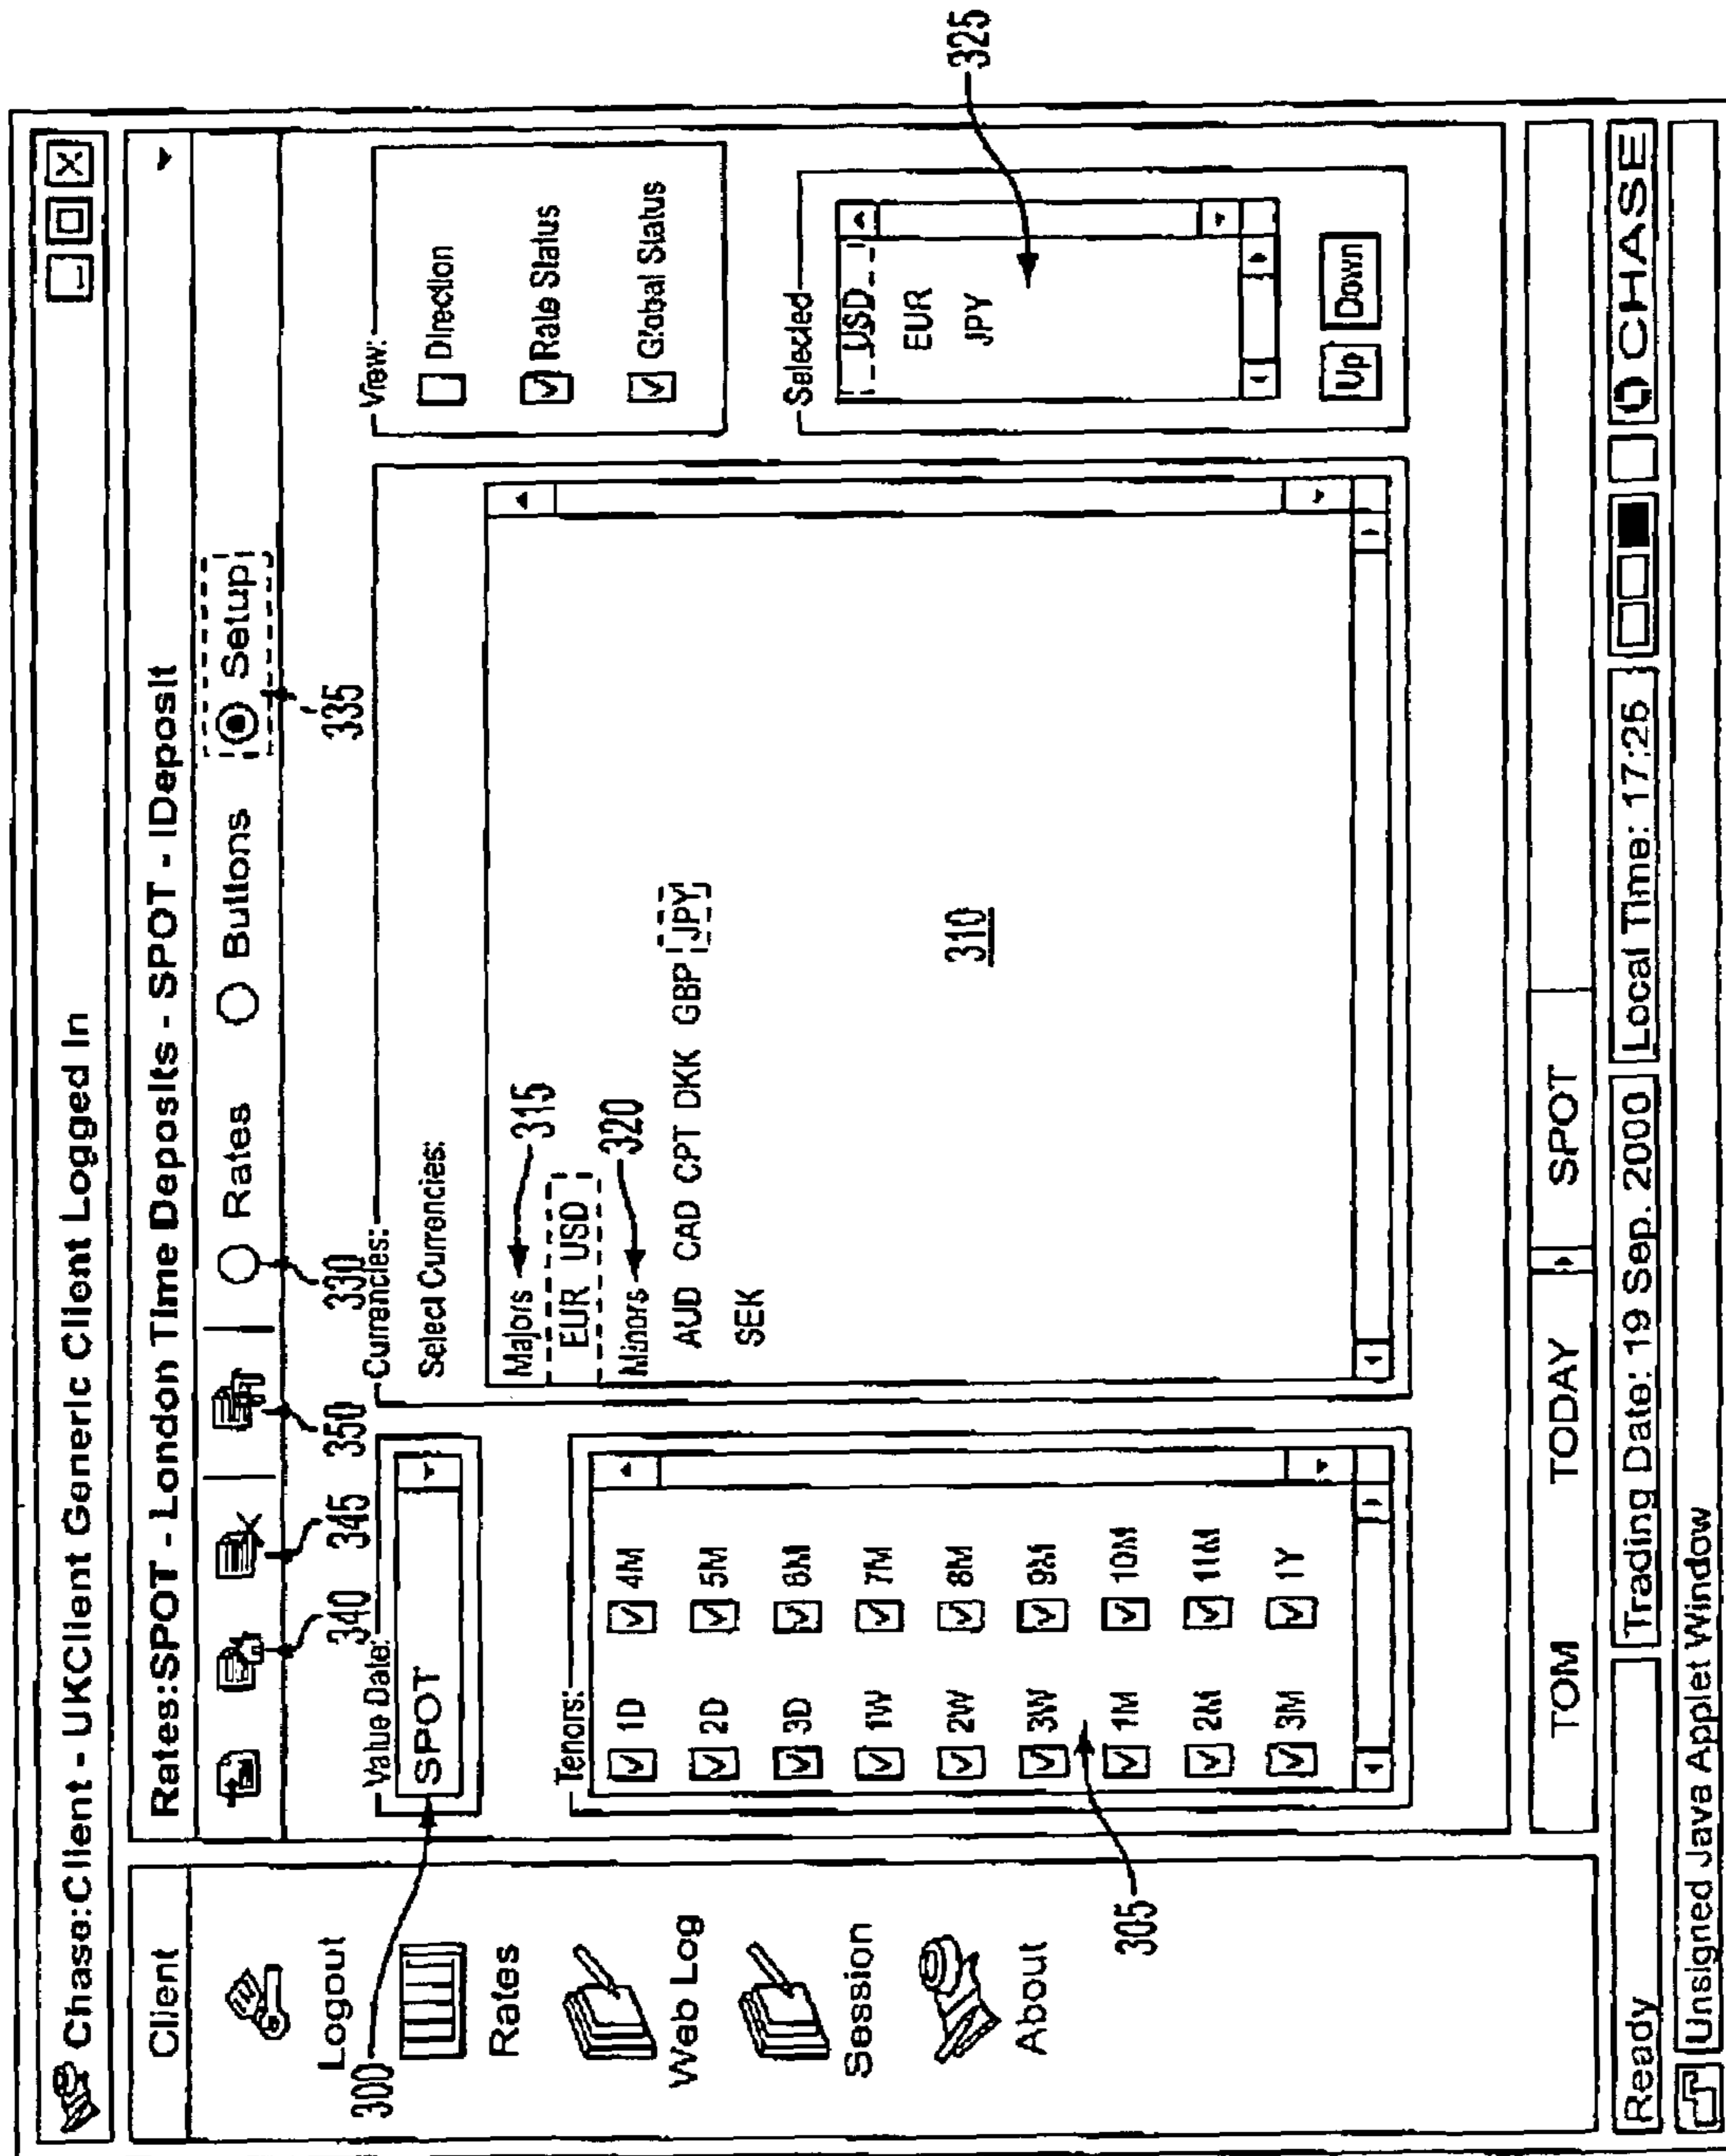 Chase:Client - UKClient Generic Client Logged In
Client
Logout
Rates
Web Log
Session
About
300
Rates:SPOT - London Time Deposits - SPOT - IDeposit
Rates
Buttons
Setup
340
345
350
330
335
Value Date:
SPOT
Tenors:
1D 4M
2D 5M
3D 6M
1W 7M
2W 8M
3W 9M
1M 10M
2M 11M
3M 1Y
305
Currencies:
Select Currencies:
Majors
315
EUR USD
Minors
320
AUD CAD CPT DKK GBP JPY
SEK
310
View:
Direction
Rate Status
Global Status
Selected
USD
EUR
JPY
Up Down
325
TOM TODAY SPOT
Ready Trading Date: 19 Sep. 2000 Local Time: 17:25 CHASE
Unsigned Java Applet Window